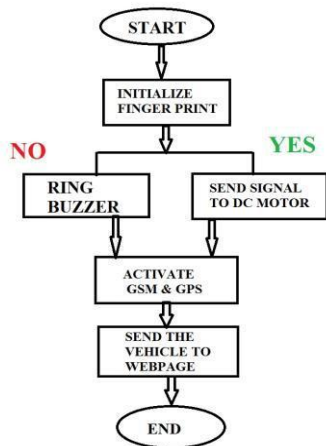 START
INITIALIZE
FINGER PRINT
NO
YES
RING
BUZZER
SEND SIGNAL
TO DC MOTOR
ACTIVATE
GSM & GPS
SEND THE
VEHICLE TO
WEBPAGE
END